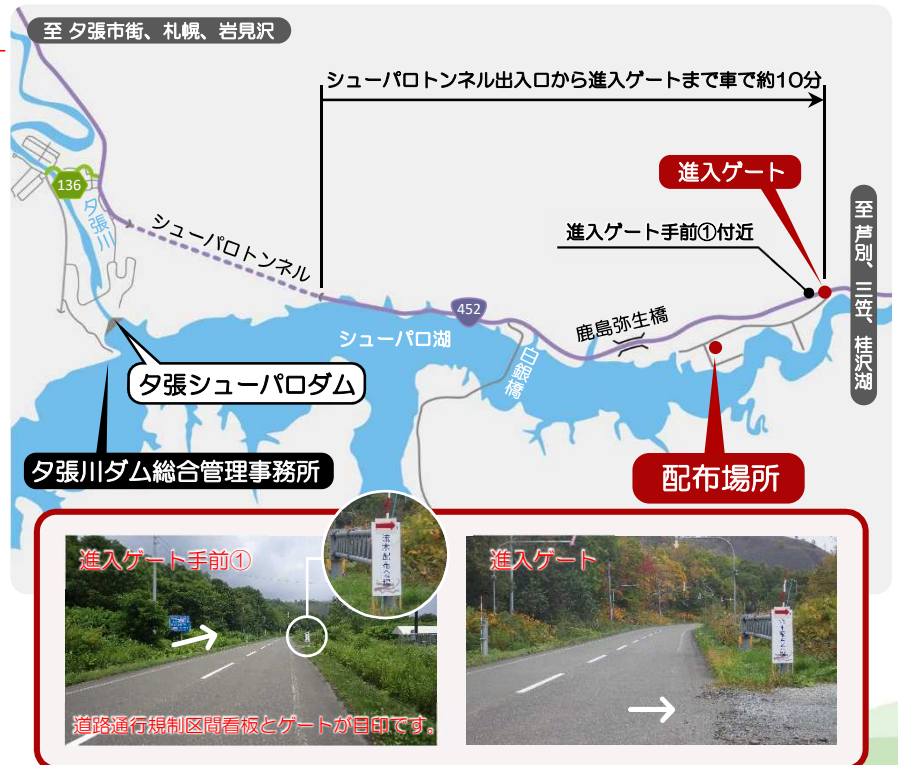 至 夕張市街、札幌、岩見沢
シューパロトンネル出入口から進入ゲートまで車で約10分
進入ゲート
136
夕張川
シューパロトンネル
進入ゲート手前①付近
至 芦別、三笠、桂沢湖
452
シューパロ湖
鹿島弥生橋
白銀橋
夕張シューパロダム
夕張川ダム総合管理事務所
配布場所
進入ゲート手前①
流木配布会場
進入ゲート
道路通行規制区間看板とゲートが目印です。